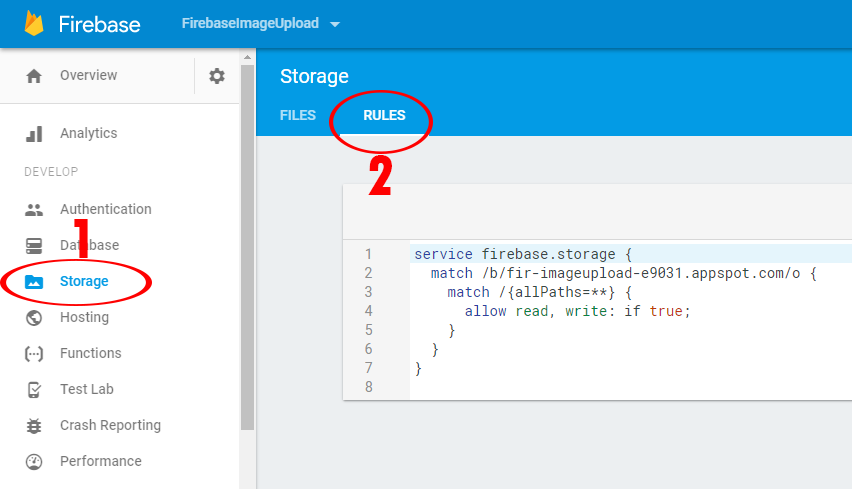 Firebase
FirebaseImageUpload
Overview
Storage
FILES
RULES
2
Analytics
DEVELOP
Authentication
1
Database
Storage
Hosting
Functions
Test Lab
Crash Reporting
Performance
1 service firebase.storage {
2   match /b/fir-imageupload-e9031.appspot.com/o {
3     match /{allPaths=**} {
4       allow read, write: if true;
5     }
6   }
7 }
8